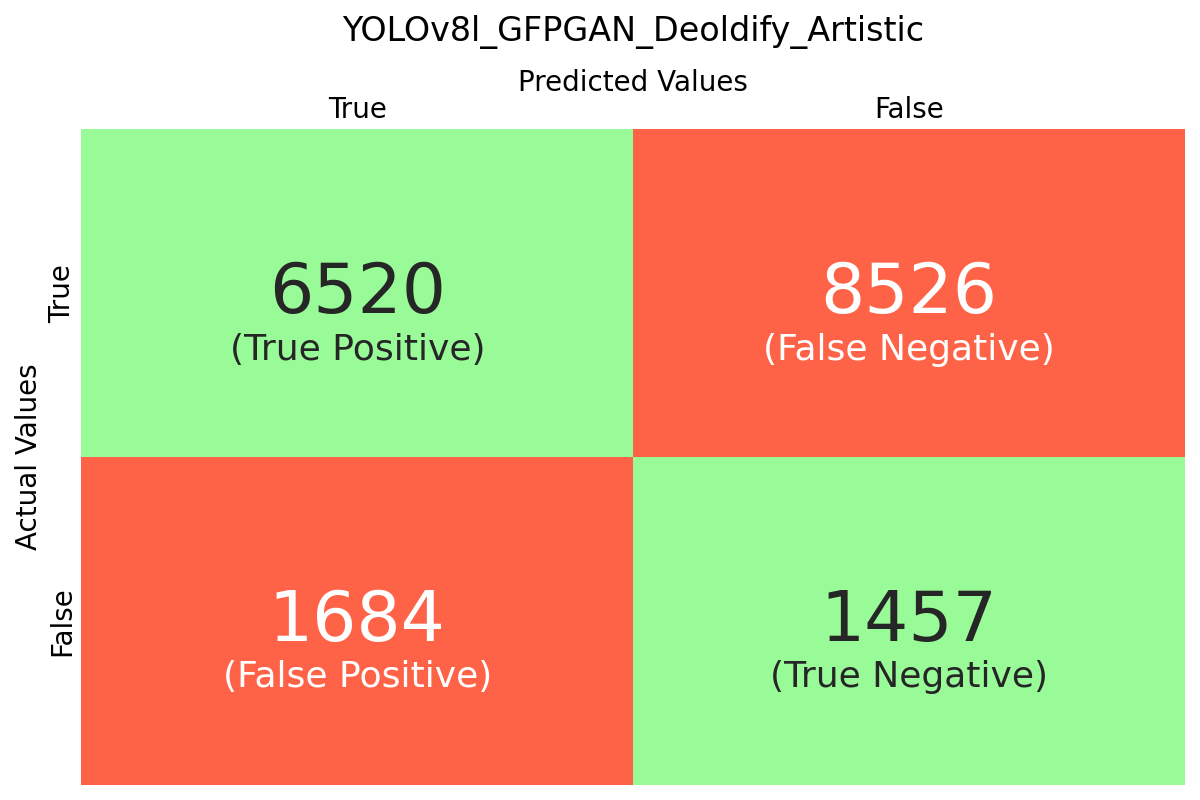 YOLOv8l_GFPGAN_Deoldify_Artistic
Predicted Values
True False
Actual Values
True
6520 8526
(True Positive) (False Negative)
False
1684 1457
(False Positive) (True Negative)